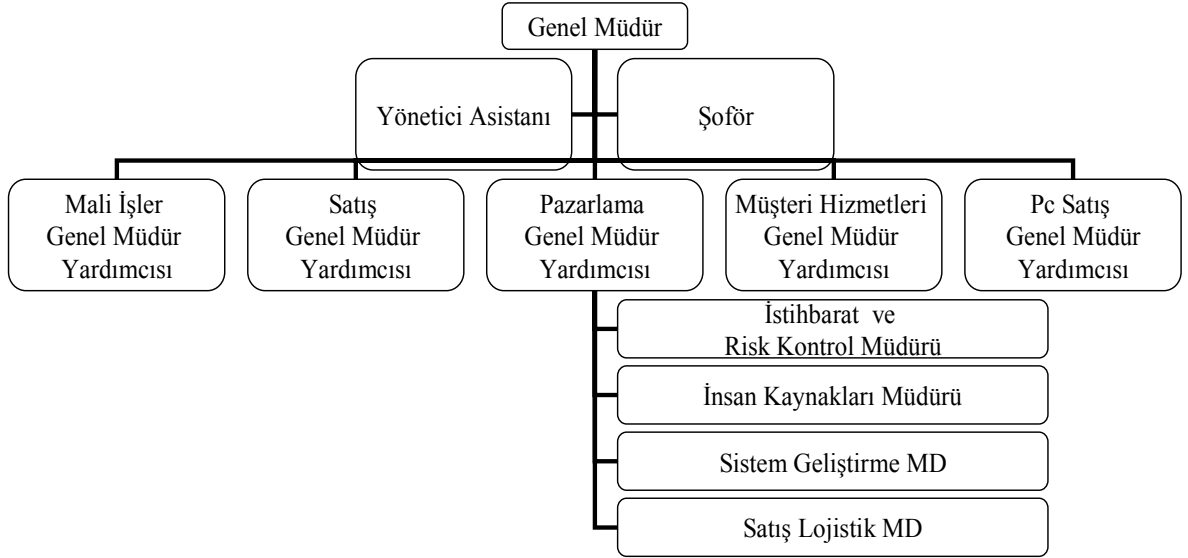 Genel Müdür
Yönetici Asistanı
Şoför
Mali İşler
Genel Müdür
Yardımcısı
Satış
Genel Müdür
Yardımcısı
Pazarlama
Genel Müdür
Yardımcısı
Müşteri Hizmetleri
Genel Müdür
Yardımcısı
Pc Satış
Genel Müdür
Yardımcısı
İstihbarat ve
Risk Kontrol Müdürü
İnsan Kaynakları Müdürü
Sistem Geliştirme MD
Satış Lojistik MD